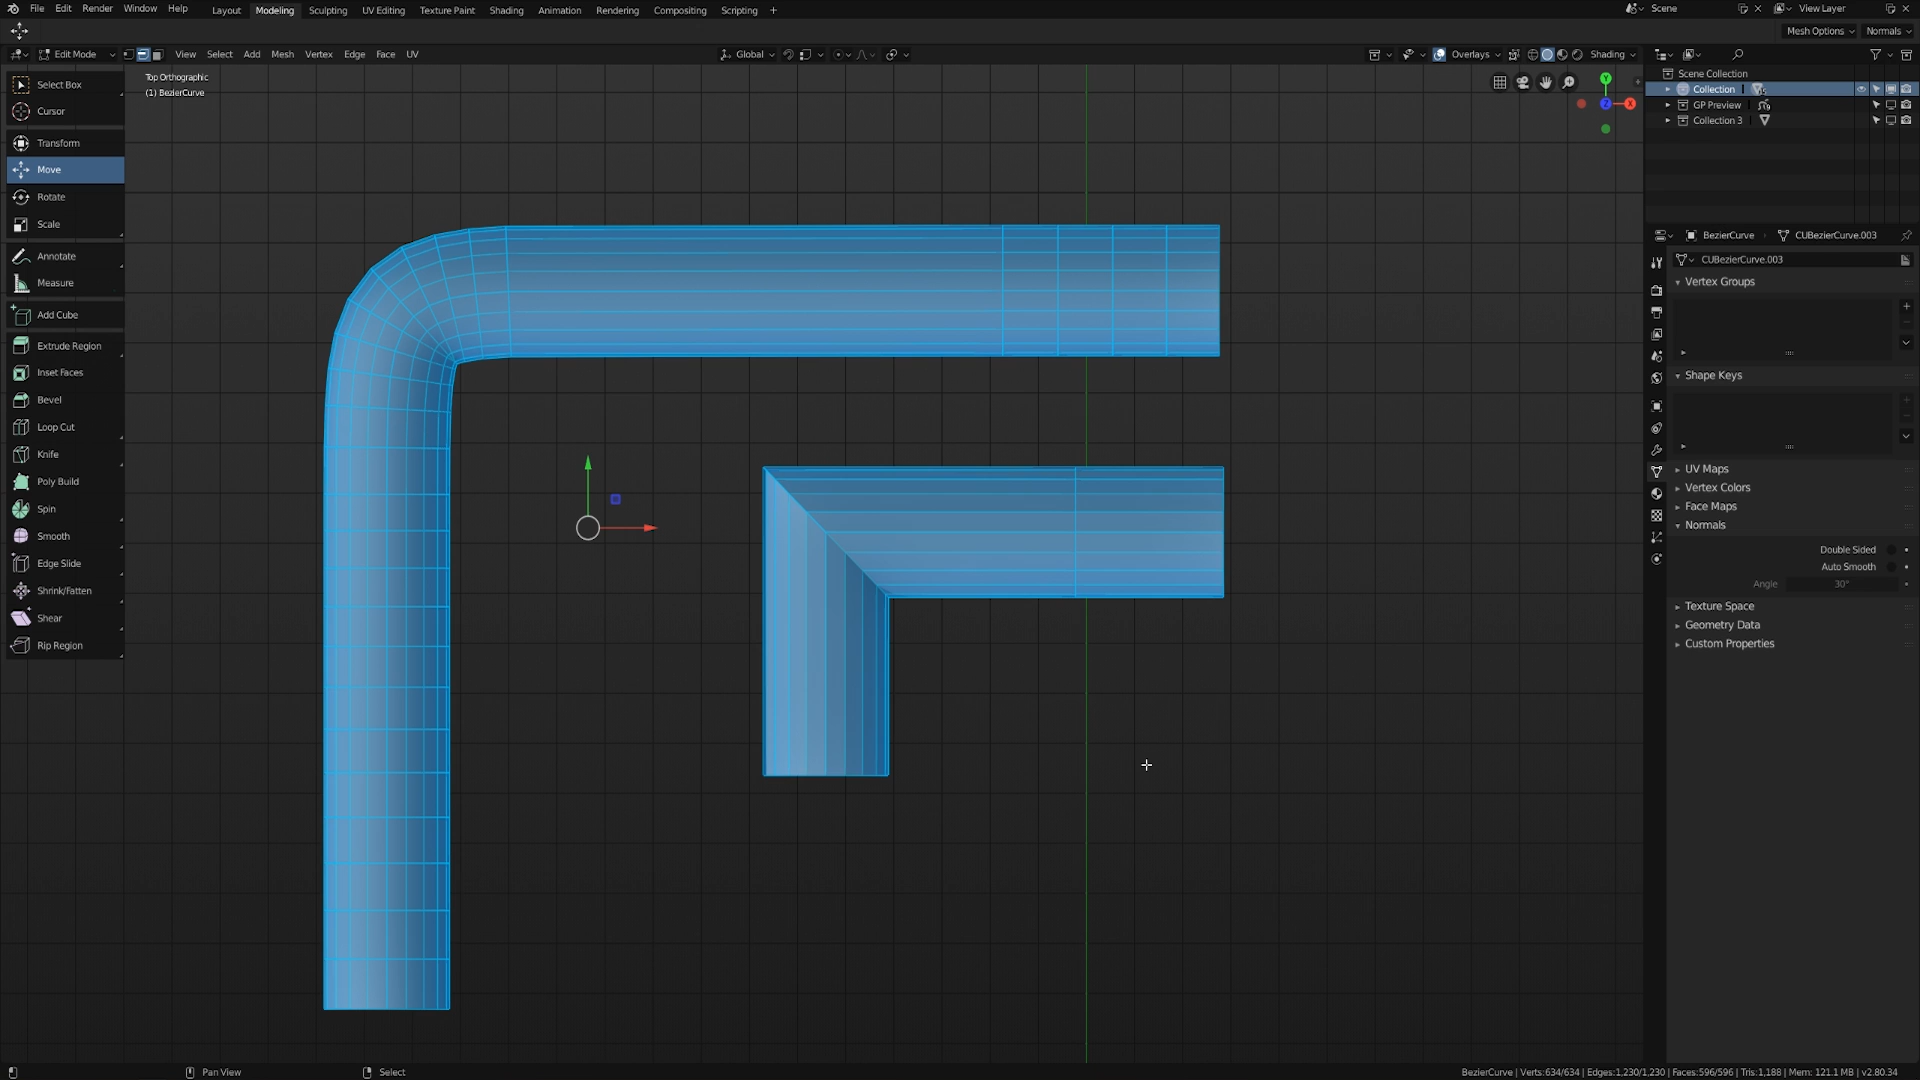 File Edit Render Window Help Layout Modeling Sculpting UV Editing Texture Paint Shading Animation Rendering Compositing Scripting + Scene View Layer
Mesh Options Normals
Edit Mode View Select Add Mesh Vertex Edge Face UV Global Overlays Shading
Top Orthographic
(1) BezierCurve
Select Box
Cursor
Transform
Move
Rotate
Scale
Annotate
Measure
Add Cube
Extrude Region
Inset Faces
Bevel
Loop Cut
Knife
Poly Build
Spin
Smooth
Edge Slide
Shrink/Fatten
Shear
Rip Region
Y
Z X
Scene Collection
Collection
GP Preview
Collection 3
BezierCurve CUBezierCurve.003
CUBezierCurve.003
Vertex Groups
Shape Keys
UV Maps
Vertex Colors
Face Maps
Normals
Double Sided
Auto Smooth
Angle 30°
Texture Space
Geometry Data
Custom Properties
Pan View Select BezierCurve | Verts:634/634 | Edges:1,230/1,230 | Faces:596/596 | Tris:1,188 | Mem: 121.1 MB | v2.80.34